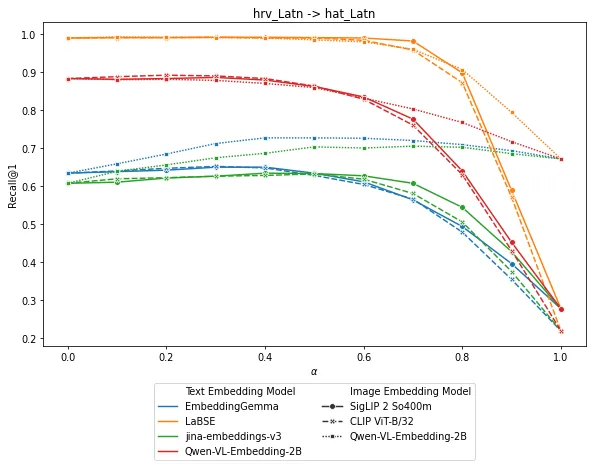 hrv_Latn -> hat_Latn
Recall@1
1.0
0.9
0.8
0.7
0.6
0.5
0.4
0.3
0.2
0.0 0.2 0.4 0.6 0.8 1.0
α
Text Embedding Model
EmbeddingGemma
LaBSE
jina-embeddings-v3
Qwen-VL-Embedding-2B
Image Embedding Model
SigLIP 2 So400m
CLIP ViT-B/32
Qwen-VL-Embedding-2B